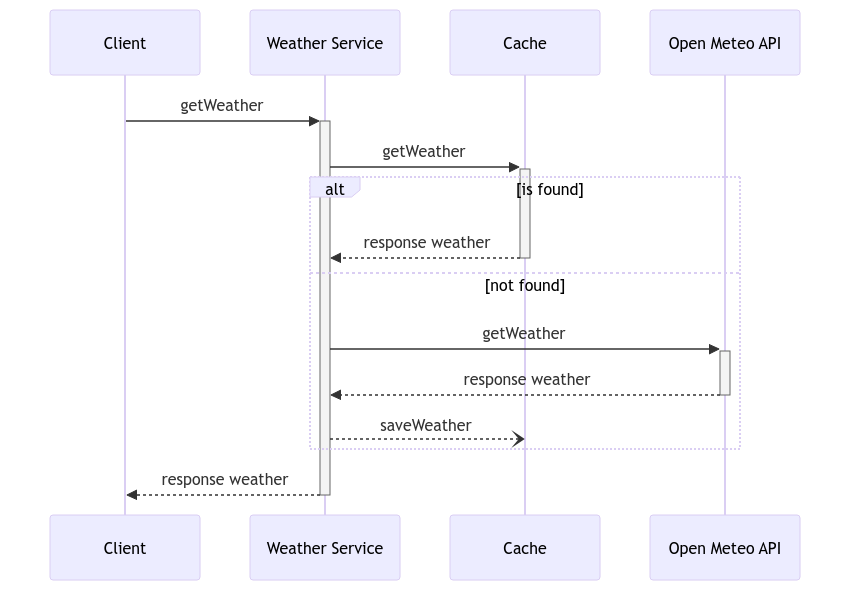 Client
Weather Service
Cache
Open Meteo API
getWeather
getWeather
alt
[is found]
response weather
[not found]
getWeather
response weather
saveWeather
response weather
Client
Weather Service
Cache
Open Meteo API